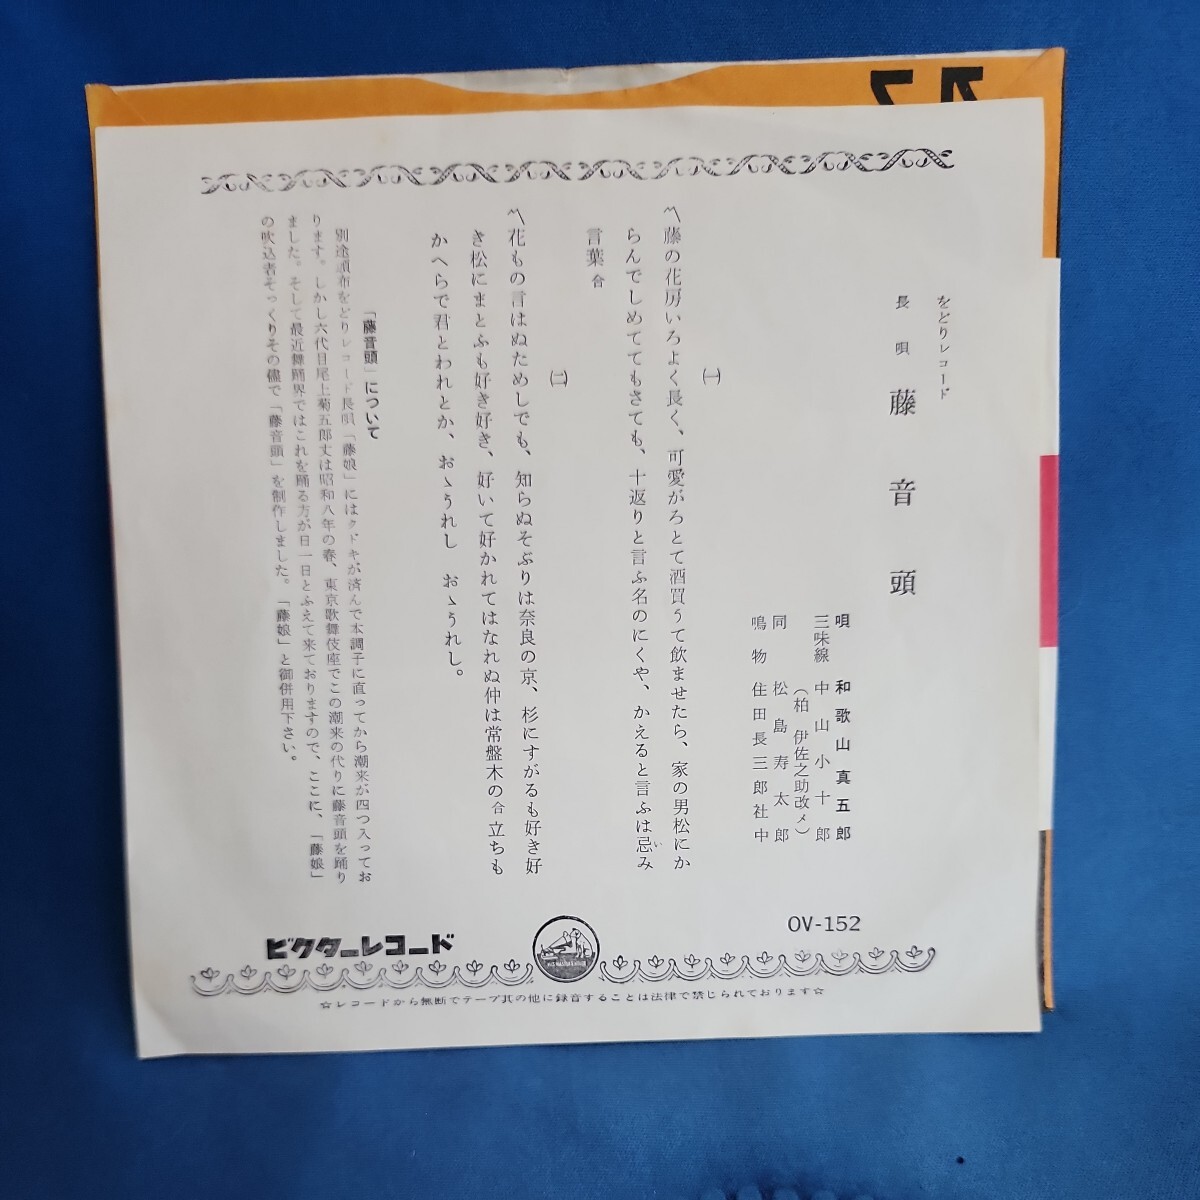 をどりレコード
長唄 藤音頭
唄 和歌山真五郎
三味線 中山小十郎
(柏 伊佐之助改メ)
同 松島寿太郎
鳴物 住田長三郎社中
(一)
〽藤の花房いろよく長く、可愛がろとて酒買うて飲ませたら、家の男松にか
らんでしめててもさても、十返りと言ふ名のにくや、かえると言ふは忌み
い
言葉 合
(二)
〽花もの言はぬためしでも、知らぬそぶりは奈良の京、杉にすがるも好き好
き松にまとふも好き好き、好いて好かれてはなれぬ仲は常盤木の 合 立ちも
かへらで君とわれとか、おゝうれし おゝうれし。
「藤音頭」について
別途頒布をどりレコード長唄「藤娘」にはクドキが済んで本調子に直ってから潮来が四つ入ってお
ります。しかし六代目尾上菊五郎丈は昭和八年の春、東京歌舞伎座でこの潮来の代りに藤音頭を踊り
ました。そして最近舞踊界ではこれを踊る方が日一日とふえて来ておりますので、ここに、「藤娘」
の吹込者そっくりその儘で「藤音頭」を制作しました。「藤娘」と御併用下さい。
OV-152
ビクターレコード
☆レコードから無断でテープ其の他に録音することは法律で禁じられております☆